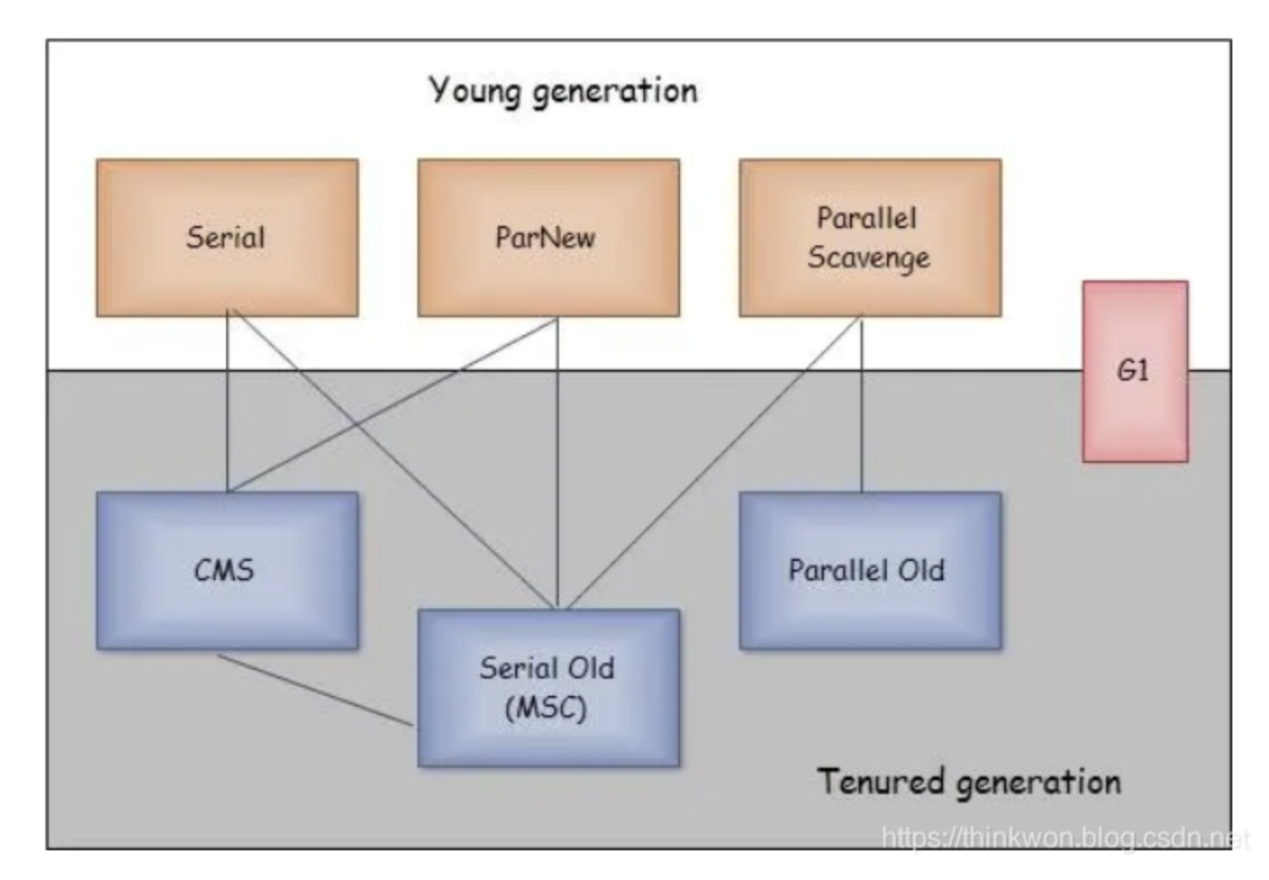 Young generation
Serial
ParNew
Parallel
Scavenge
G1
CMS
Parallel Old
Serial Old
(MSC)
Tenured generation
https://thinkwon.blog.csdn.net